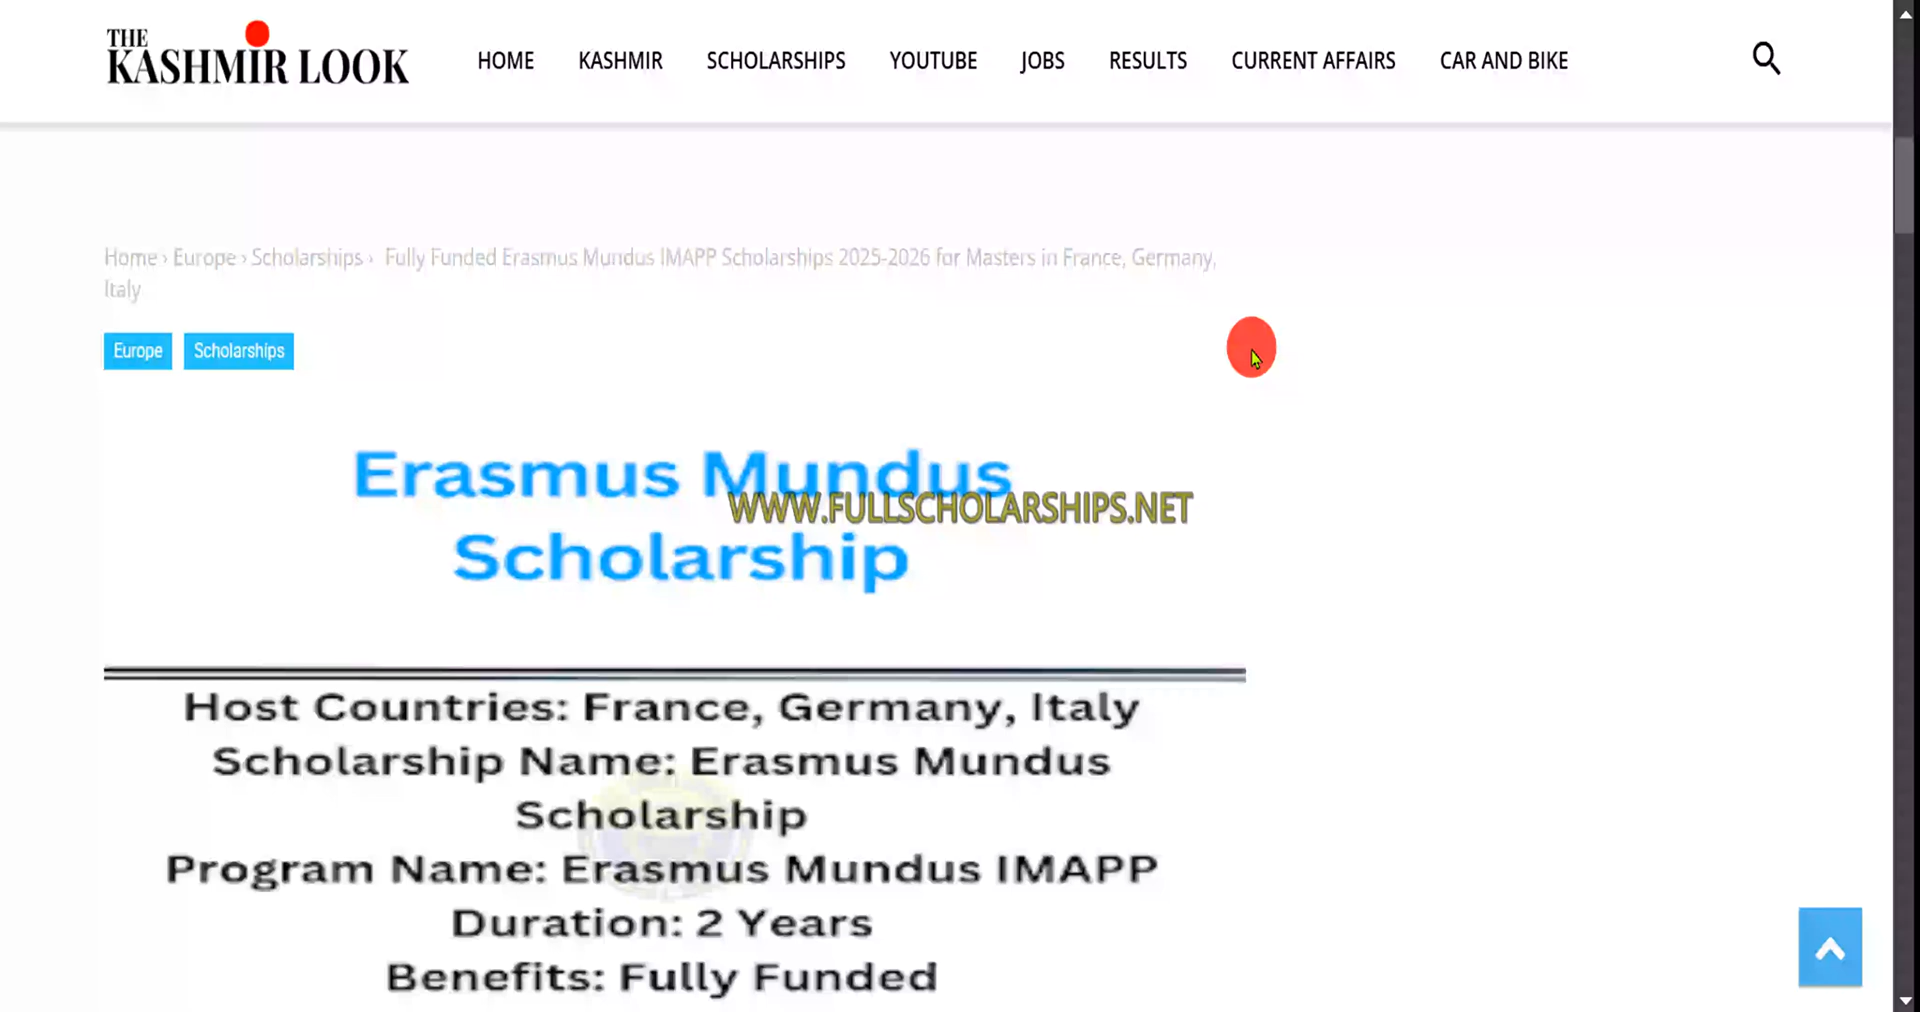 THE
KASHMIR LOOK
HOME KASHMIR SCHOLARSHIPS YOUTUBE JOBS RESULTS CURRENT AFFAIRS CAR AND BIKE
Home › Europe › Scholarships › Fully Funded Erasmus Mundus IMAPP Scholarships 2025-2026 for Masters in France, Germany,
Italy
Europe Scholarships
Erasmus Mundus
WWW.FULLSCHOLARSHIPS.NET
Scholarship
Host Countries: France, Germany, Italy
Scholarship Name: Erasmus Mundus
Scholarship
Program Name: Erasmus Mundus IMAPP
Duration: 2 Years
Benefits: Fully Funded